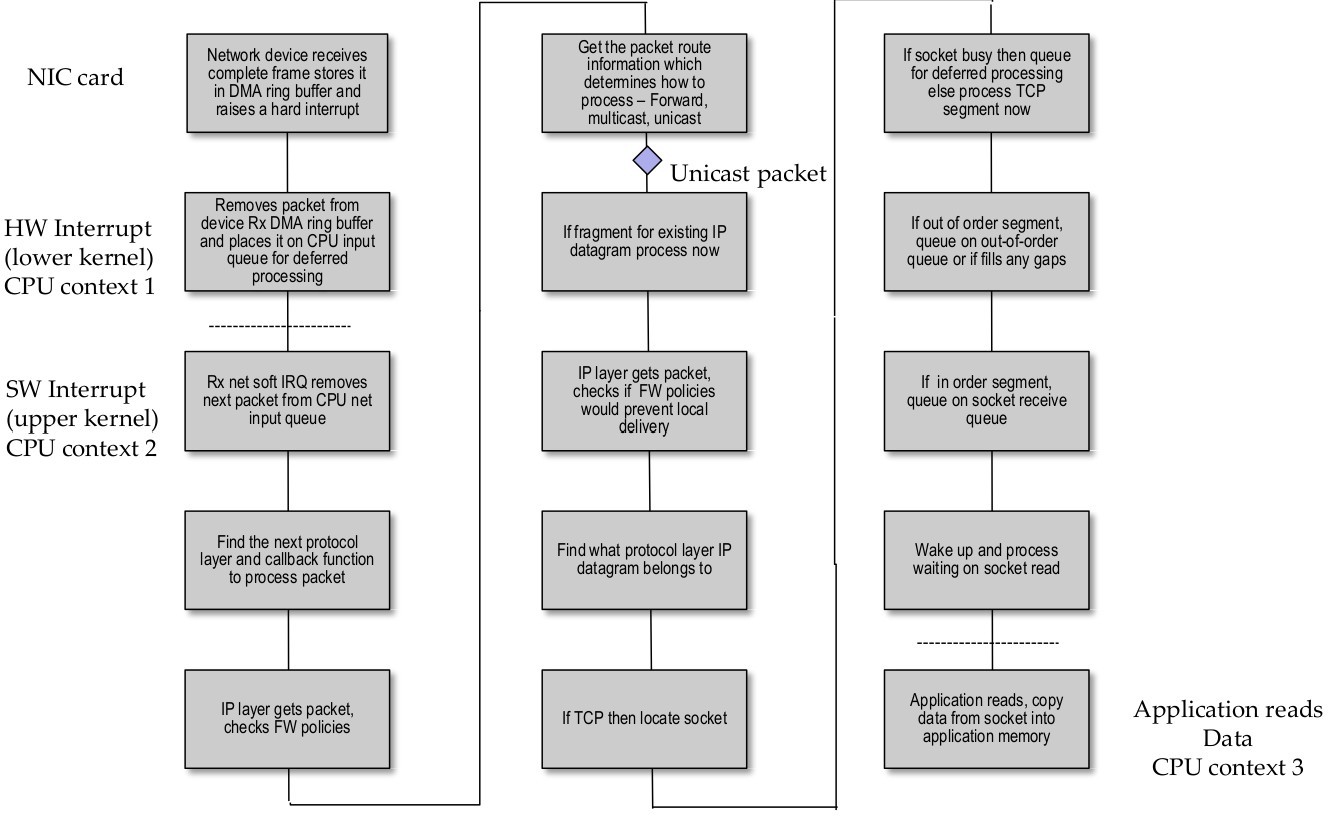 NIC card
Network device receives
complete frame stores it
in DMA ring buffer and
raises a hard interrupt
HW Interrupt
(lower kernel)
CPU context 1
Removes packet from
device Rx DMA ring buffer
and places it on CPU input
queue for deferred
processing
SW Interrupt
(upper kernel)
CPU context 2
Rx net soft IRQ removes
next packet from CPU net
input queue
Find the next protocol
layer and callback function
to process packet
IP layer gets packet,
checks FW policies
Get the packet route
information which
determines how to
process – Forward,
multicast, unicast
Unicast packet
If fragment for existing IP
datagram process now
IP layer gets packet,
checks if FW policies
would prevent local
delivery
Find what protocol layer IP
datagram belongs to
If TCP then locate socket
If socket busy then queue
for deferred processing
else process TCP
segment now
If out of order segment,
queue on out-of-order
queue or if fills any gaps
If in order segment,
queue on socket receive
queue
Wake up and process
waiting on socket read
Application reads, copy
data from socket into
application memory
Application reads
Data
CPU context 3